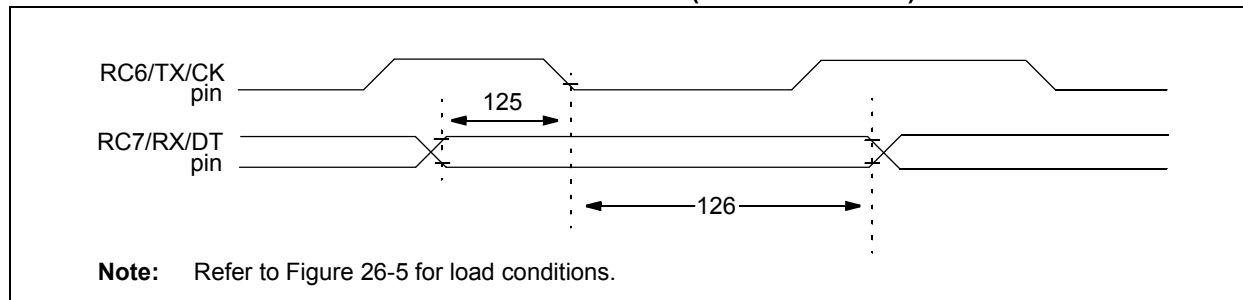 RC6/TX/CK
pin
125
RC7/RX/DT
pin
126
Note: Refer to Figure 26-5 for load conditions.